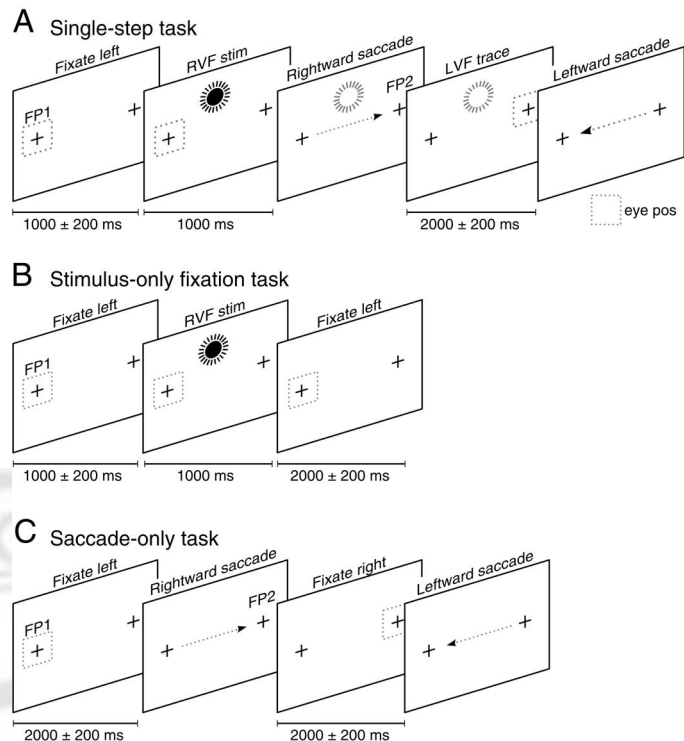 A Single-step task
Fixate left
RVF stim
Rightward saccade
LVF trace
Leftward saccade
FP1
FP2
eye pos
1000 ± 200 ms
1000 ms
2000 ± 200 ms
B Stimulus-only fixation task
Fixate left
RVF stim
Fixate left
FP1
1000 ± 200 ms
1000 ms
2000 ± 200 ms
C Saccade-only task
Fixate left
Rightward saccade
Fixate right
Leftward saccade
FP1
FP2
2000 ± 200 ms
2000 ± 200 ms